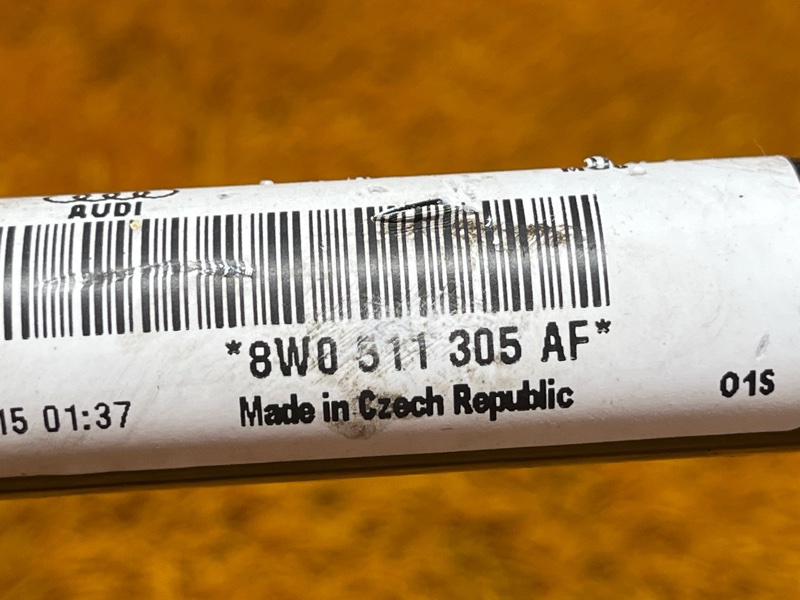 AUDI
*8W0 511 305 AF*
15 01:37
Made in Czech Republic
01S